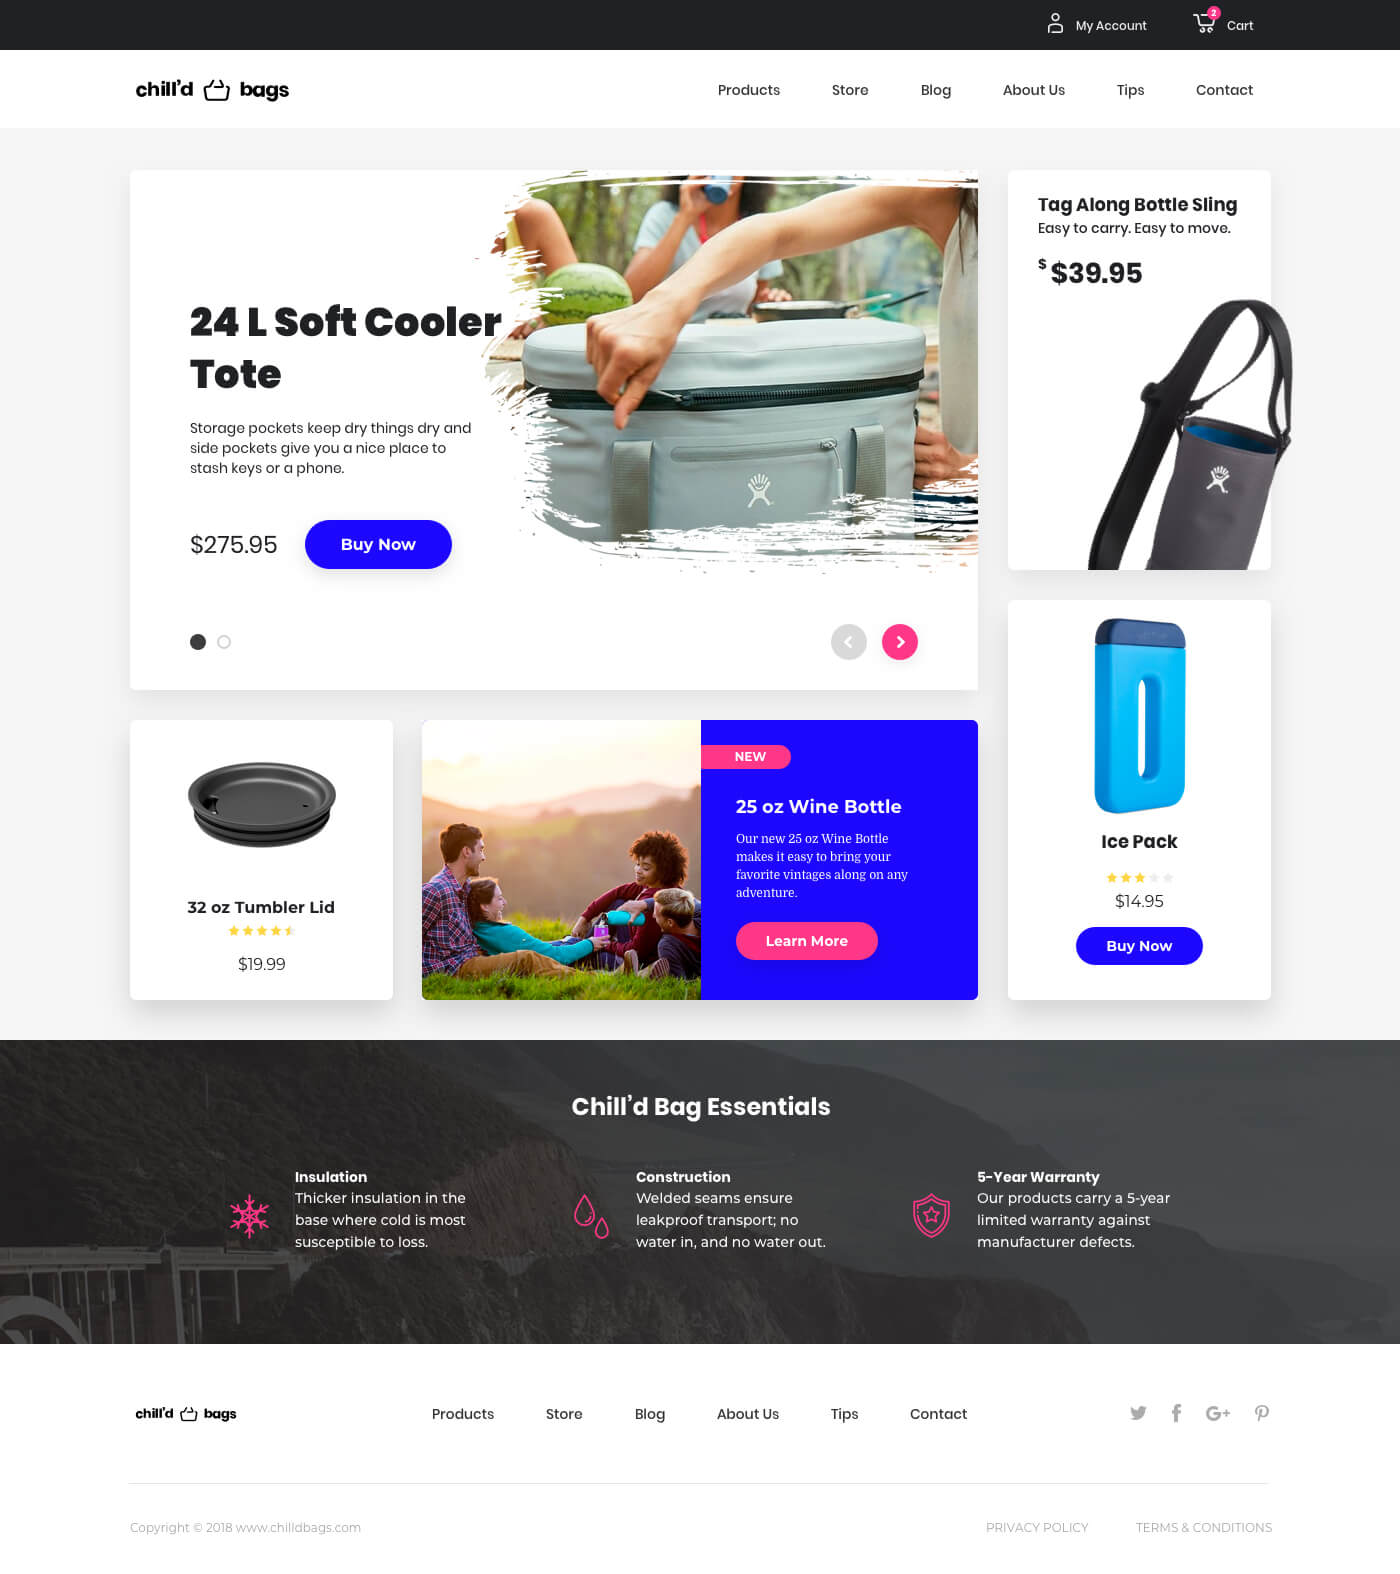 My Account
2
Cart
chill'd bags
Products
Store
Blog
About Us
Tips
Contact
24 L Soft Cooler
Tote
Storage pockets keep dry things dry and
side pockets give you a nice place to
stash keys or a phone.
$275.95
Buy Now
Tag Along Bottle Sling
Easy to carry. Easy to move.
$ $39.95
32 oz Tumbler Lid
$19.99
NEW
25 oz Wine Bottle
Our new 25 oz Wine Bottle
makes it easy to bring your
favorite vintages along on any
adventure.
Learn More
Ice Pack
$14.95
Buy Now
Chill'd Bag Essentials
Insulation
Thicker insulation in the
base where cold is most
susceptible to loss.
Construction
Welded seams ensure
leakproof transport; no
water in, and no water out.
5-Year Warranty
Our products carry a 5-year
limited warranty against
manufacturer defects.
chill'd bags
Products
Store
Blog
About Us
Tips
Contact
Copyright © 2018 www.chilldbags.com
PRIVACY POLICY
TERMS & CONDITIONS